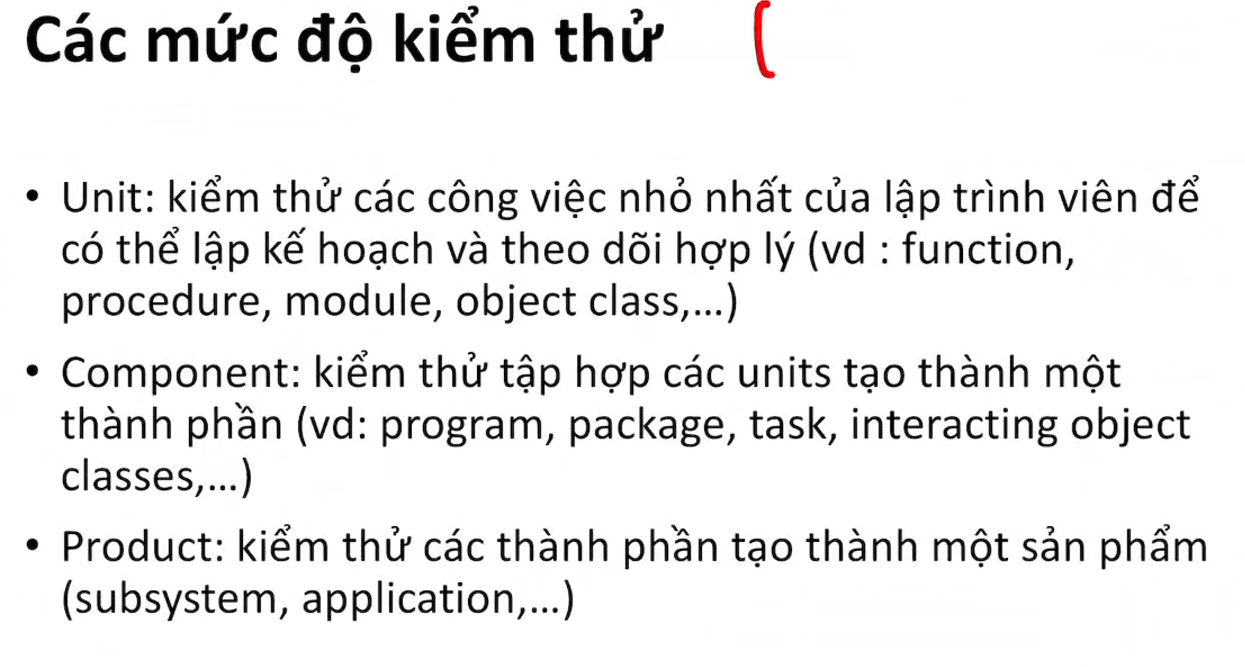 Các mức độ kiểm thử
• Unit: kiểm thử các công việc nhỏ nhất của lập trình viên để
có thể lập kế hoạch và theo dõi hợp lý (vd : function,
procedure, module, object class,...)
• Component: kiểm thử tập hợp các units tạo thành một
thành phần (vd: program, package, task, interacting object
classes,...)
• Product: kiểm thử các thành phần tạo thành một sản phẩm
(subsystem, application,...)